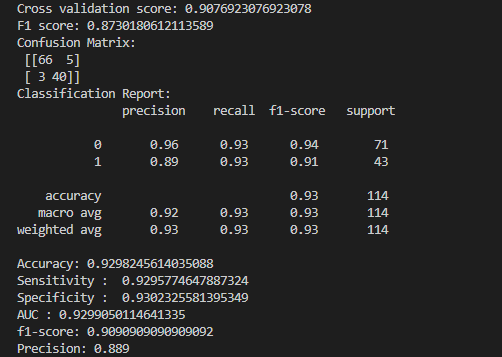 Cross validation score: 0.9076923076923078
F1 score: 0.8730180612113589
Confusion Matrix:
[[66 5]
[ 3 40]]
Classification Report:
precision recall f1-score support
0 0.96 0.93 0.94 71
1 0.89 0.93 0.91 43
accuracy 0.93 114
macro avg 0.92 0.93 0.93 114
weighted avg 0.93 0.93 0.93 114
Accuracy: 0.9298245614035088
Sensitivity : 0.9295774647887324
Specificity : 0.9302325581395349
AUC : 0.9299050114641335
f1-score: 0.9090909090909092
Precision: 0.889